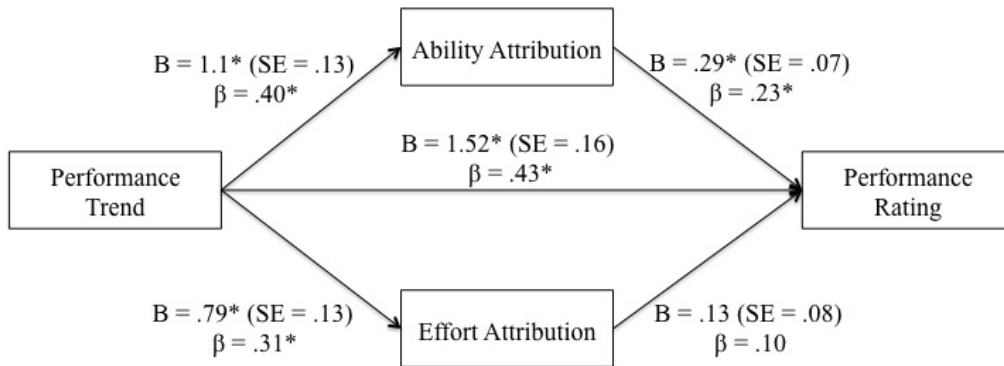 Ability Attribution
B = 1.1* (SE = .13)
β = .40*
B = .29* (SE = .07)
β = .23*
B = 1.52* (SE = .16)
β = .43*
Performance
Trend
Performance
Rating
B = .79* (SE = .13)
β = .31*
Effort Attribution
B = .13 (SE = .08)
β = .10